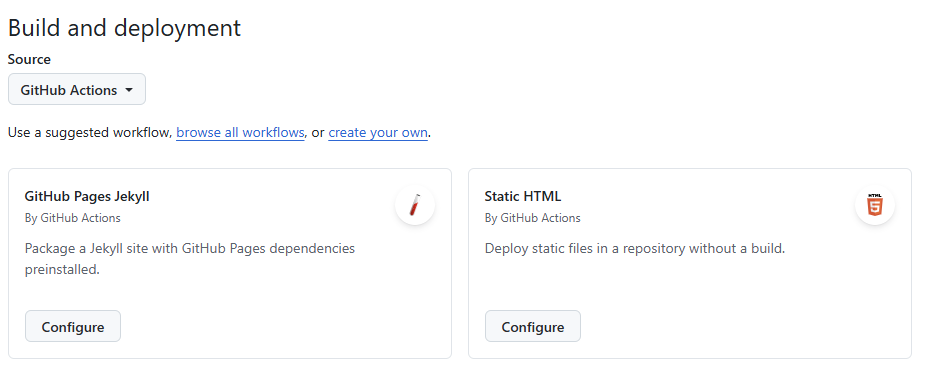 Build and deployment
Source
GitHub Actions
Use a suggested workflow, browse all workflows, or create your own.
GitHub Pages Jekyll
By GitHub Actions
Package a Jekyll site with GitHub Pages dependencies
preinstalled.
Configure
Static HTML
By GitHub Actions
Deploy static files in a repository without a build.
HTML
5
Configure